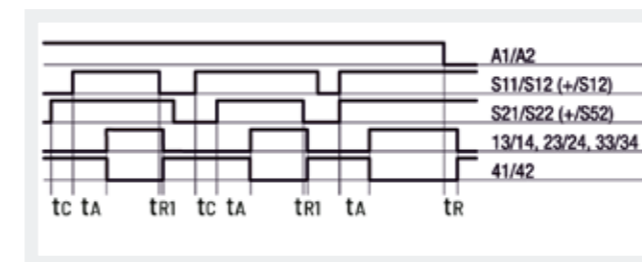 A1/A2
S11/S12 (+/S12)
S21/S22 (+/S52)
13/14, 23/24, 33/34
41/42
tC tA tR1 tC tA tR1 tA tR